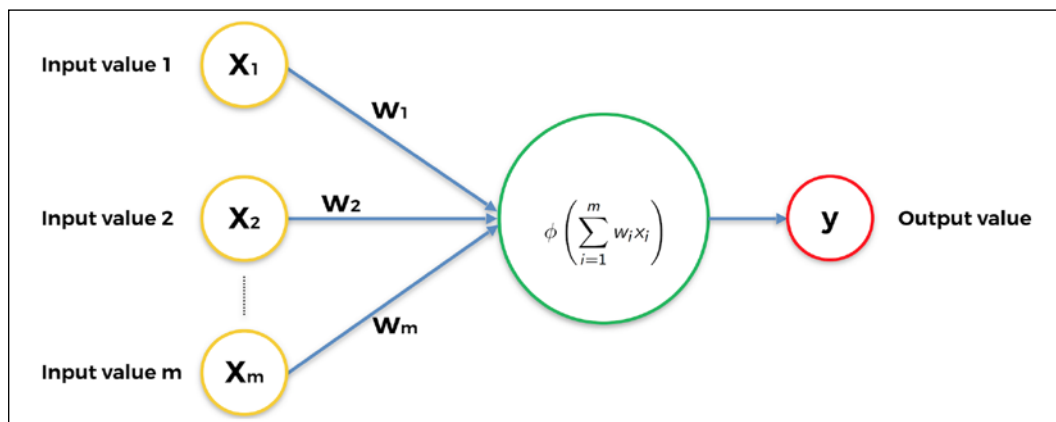 Input value 1
X₁
w₁
Input value 2
X₂
w₂
ϕ (∑ᵢ₌₁ᵐ wᵢxᵢ)
y
Output value
wₘ
Input value m
Xₘ